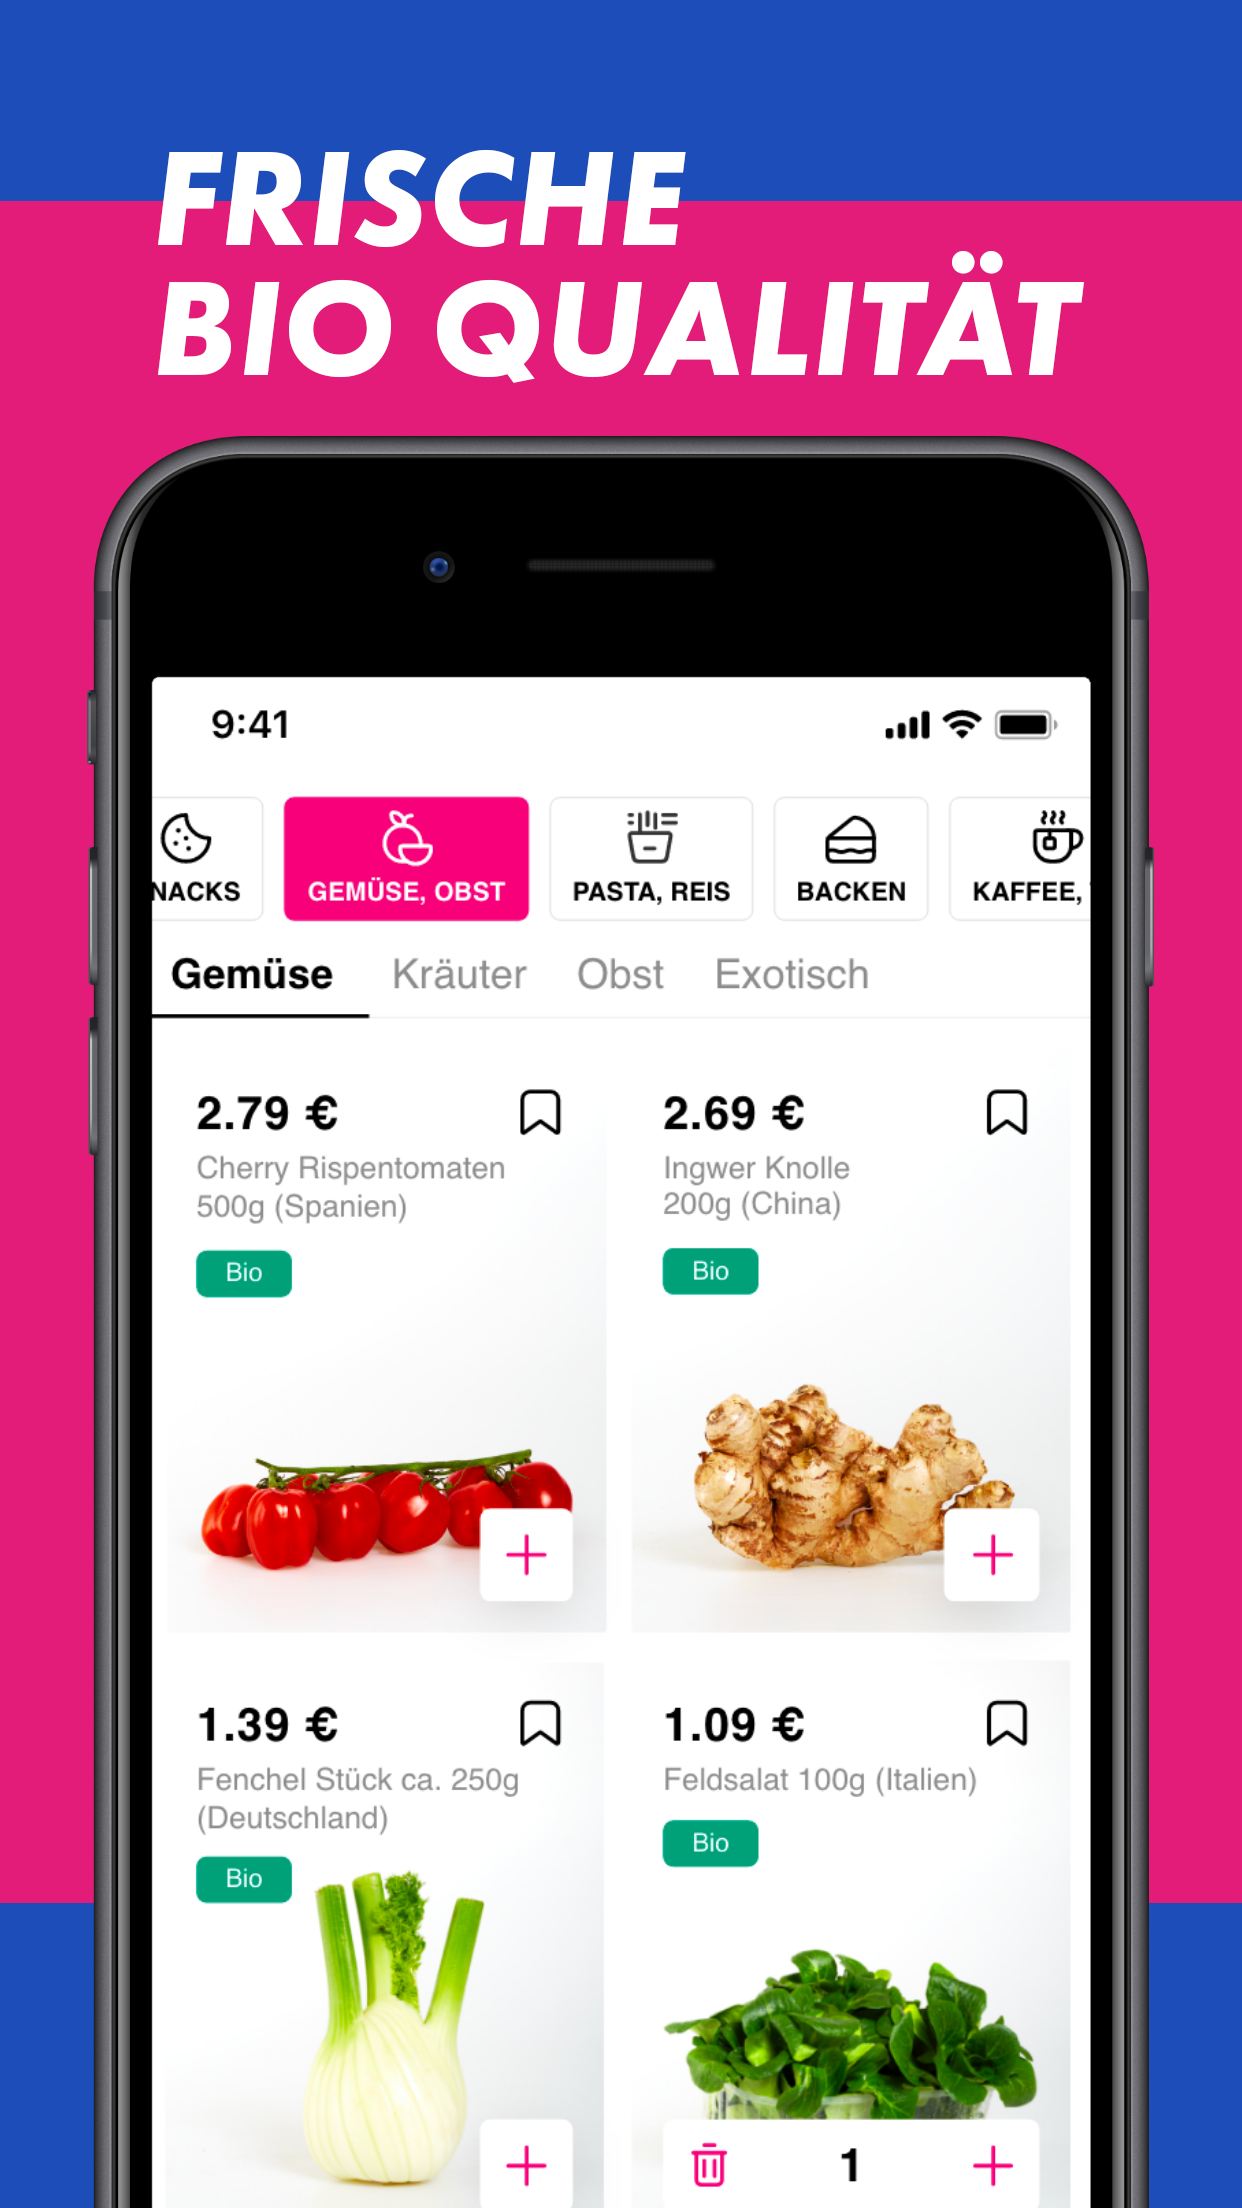 FRISCHE
BIO QUALITÄT
9:41
NACKS
GEMÜSE, OBST
PASTA, REIS
BACKEN
KAFFEE,
Gemüse
Kräuter
Obst
Exotisch
2.79 €
Cherry Rispentomaten
500g (Spanien)
Bio
2.69 €
Ingwer Knolle
200g (China)
Bio
1.39 €
Fenchel Stück ca. 250g
(Deutschland)
Bio
1.09 €
Feldsalat 100g (Italien)
Bio
1